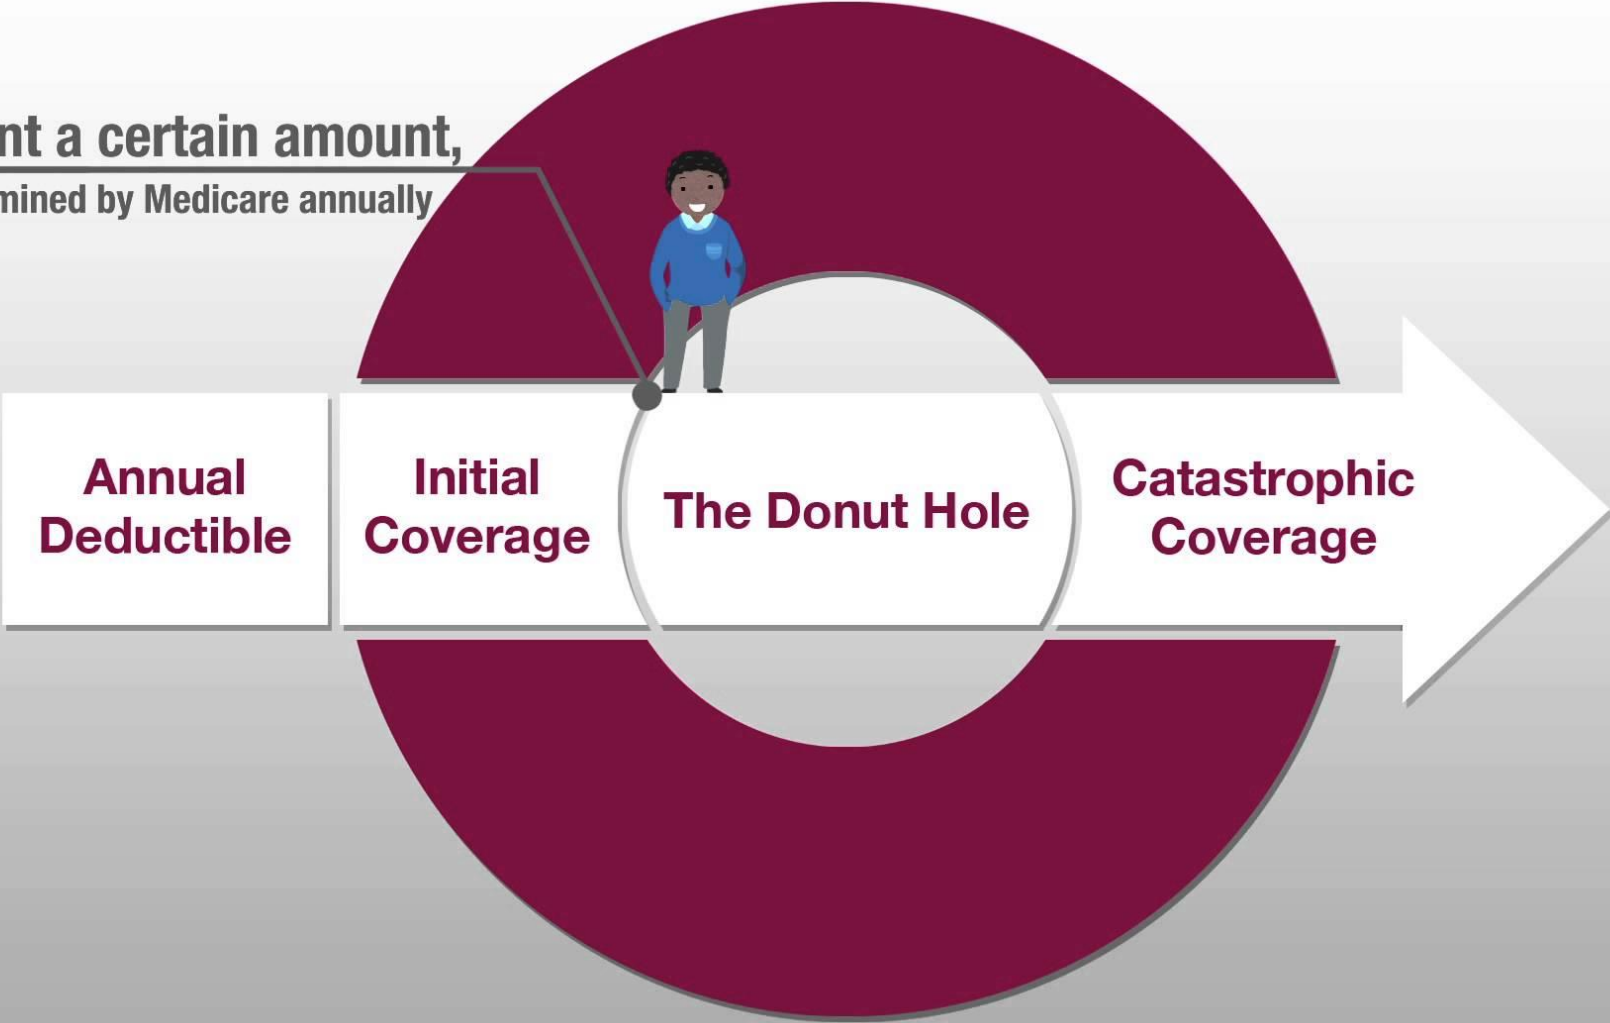 nt a certain amount,
mined by Medicare annually
Annual
Deductible
Initial
Coverage
The Donut Hole
Catastrophic
Coverage